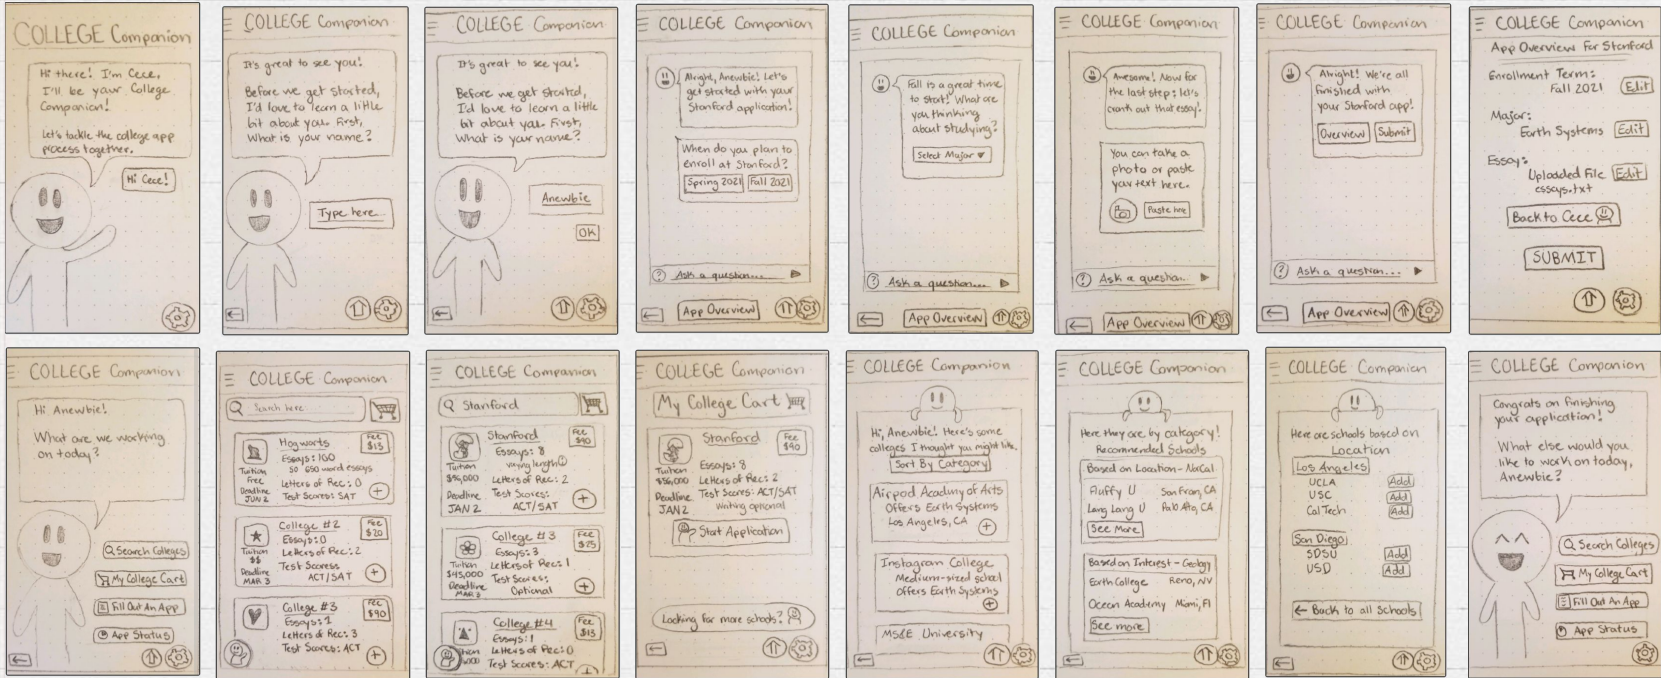 COLLEGE Companion
Hi there! I'm Cece,
I'll be your College
Companion!
Let's tackle the college app
process together.
Hi Cece!
COLLEGE Companion
It's great to see you!
Before we get started,
I'd love to learn a little
bit about you. First,
What is your name?
Type here
COLLEGE Companion
It's great to see you!
Before we get started,
I'd love to learn a little
bit about you. First,
What is your name?
Anewbie
OK
COLLEGE Companion
Alright, Anewbie! Let's
get started with your
Stanford application!
When do you plan to
enroll at Stanford?
Spring 2021 Fall 2021
? Ask a question...
App Overview
COLLEGE Companion
Fall is a great time
to start! What are
you thinking
about studying?
Select Major
? Ask a question...
App Overview
COLLEGE Companion
Awesome! Now for
the last step: let's
crank out that essay!
You can take a
photo or paste
your text here.
Paste here
? Ask a question...
App Overview
COLLEGE Companion
Alright! We're all
finished with
your Stanford app!
Overview Submit
? Ask a question...
App Overview
COLLEGE Companion
App Overview for Stanford
Enrollment Term:
Fall 2021 Edit
Major:
Earth Systems Edit
Essay:
Uploaded File Edit
essays.txt
Back to Cece
SUBMIT
COLLEGE Companion
Hi Anewbie!
What are we working
on today?
Search Colleges
My College Cart
Fill Out An App
App Status
COLLEGE Companion
Search here
Hogwarts Fee $13
Essays: 100
50 650 word essays
Letters of Rec: 0
Test Scores: SAT
Tuition
Free
Deadline
JUN 2
College #2 Fee $20
Essays: 0
Letters of Rec: 2
Test Scores:
ACT/SAT
Tuition
$$
Deadline
MAR 3
College #3 Fee $90
Essays: 1
Letters of Rec: 3
Test Scores: ACT
COLLEGE Companion
Stanford
Stanford Fee $90
Essays: 8
varying length
Letters of Rec: 2
Test Scores:
ACT/SAT
Tuition
$56,000
Deadline
JAN 2
College #3 Fee $25
Essays: 3
Letters of Rec: 1
Test Scores:
Optional
Tuition
$45,000
Deadline
MAR 3
College #4 Fee $13
Essays: 1
Letters of Rec: 0
Test Scores: ACT
COLLEGE Companion
My College Cart
Stanford Fee $90
Essays: 8
Letters of Rec: 2
Test Scores: ACT/SAT
Writing optional
Tuition
$56,000
Deadline
JAN 2
Start Application
Looking for more schools?
COLLEGE Companion
Hi, Anewbie! Here's some
colleges I thought you might like.
Sort By Category
Airpod Academy of Arts
Offers Earth Systems
Los Angeles, CA
Instagram College
Medium-sized school
Offers Earth Systems
MS&E University
COLLEGE Companion
Here they are by category!
Recommended Schools
Based on Location - NorCal
Fluffy U San Fran, CA
Lang Lang U Palo Alto, CA
See More
Based on Interest - Geology
Earth College Reno, NV
Ocean Academy Miami, Fl
See more
COLLEGE Companion
Here are schools based on
Location
Los Angeles
UCLA Add
USC Add
Cal Tech Add
San Diego
SDSU Add
USD Add
← Back to all Schools
COLLEGE Companion
Congrats on finishing
your application!
What else would you
like to work on today,
Anewbie?
Search Colleges
My College Cart
Fill Out An App
App Status